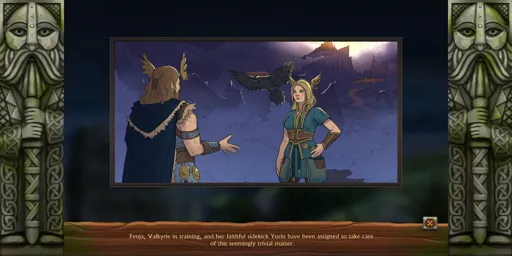 Fenja, Valkyrie in training, and her faithful sidekick Yorin have been assigned to take care
of this seemingly trivial matter.